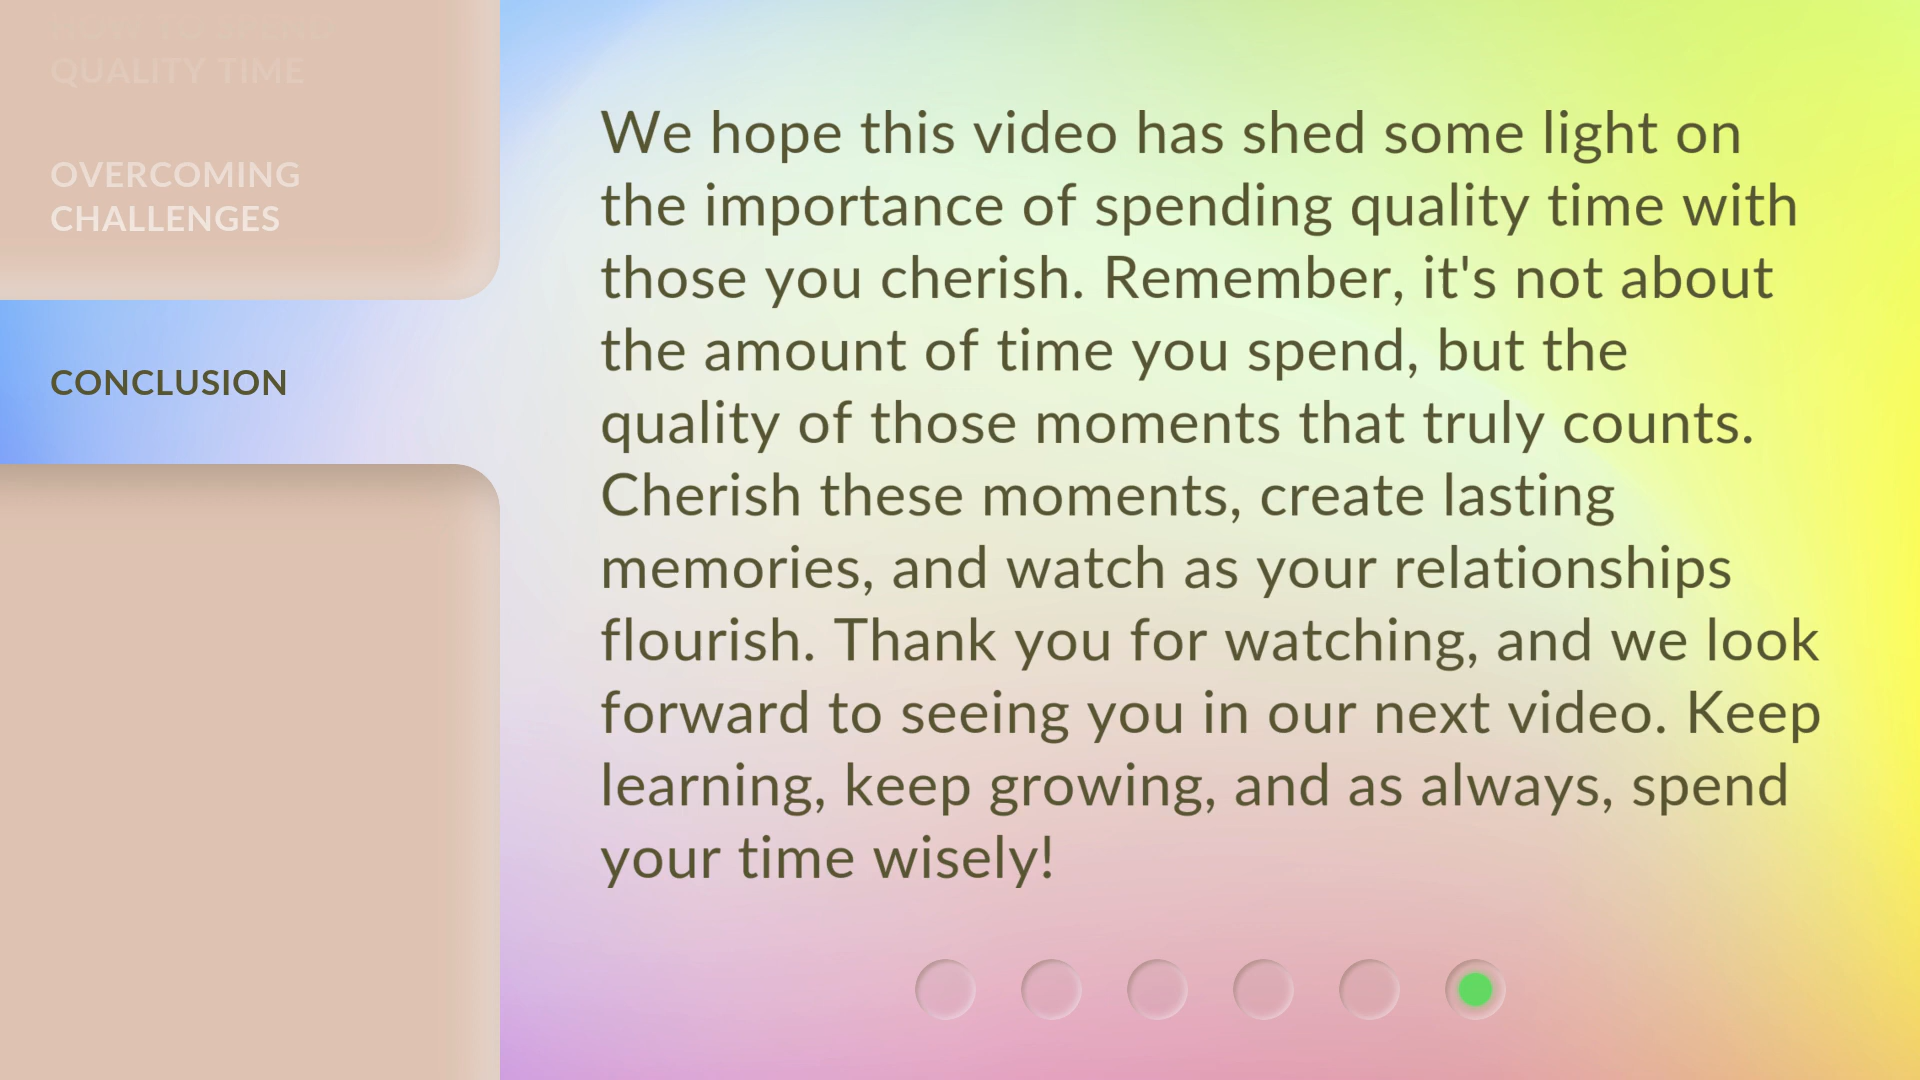 QUALITY TIME
OVERCOMING
CHALLENGES
CONCLUSION
We hope this video has shed some light on
the importance of spending quality time with
those you cherish. Remember, it's not about
the amount of time you spend, but the
quality of those moments that truly counts.
Cherish these moments, create lasting
memories, and watch as your relationships
flourish. Thank you for watching, and we look
forward to seeing you in our next video. Keep
learning, keep growing, and as always, spend
your time wisely!